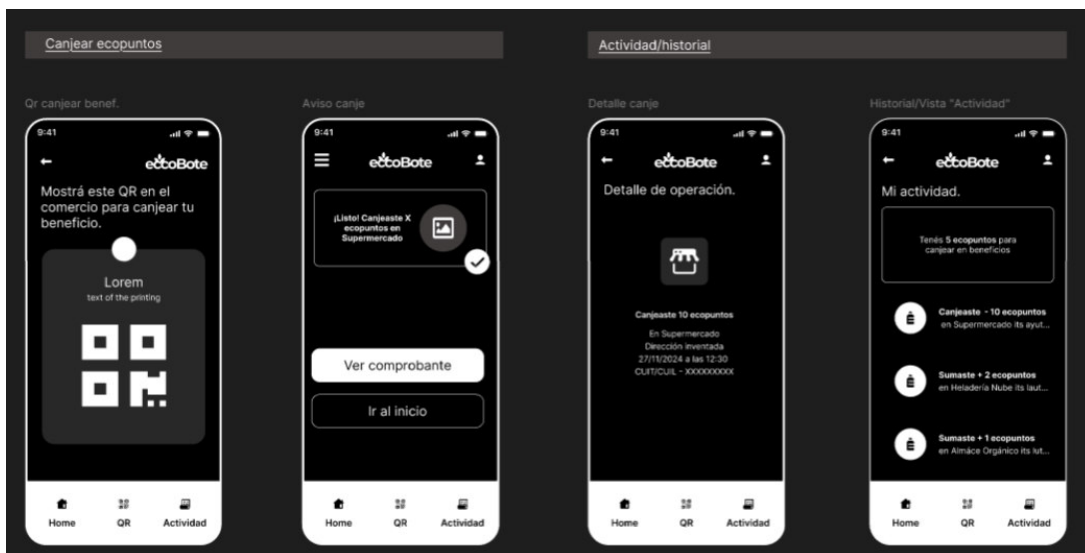 Canjear ecopuntos
Actividad/historial
Qr canjear benef.
Aviso canje
Detalle canje
Historial/Vista "Actividad"
9:41
eccoBote
Mostrá este QR en el
comercio para canjear tu
beneficio.
Lorem
text of the printing
Home
QR
Actividad
9:41
eccoBote
¡Listo! Canjeaste X
ecopuntos en
Supermercado
Ver comprobante
Ir al inicio
Home
QR
Actividad
9:41
eccoBote
Detalle de operación.
Canjeaste 10 ecopuntos
En Supermercado
Dirección inventada
27/11/2024 a las 12:30
CUIT/CUIL - XXXXXXXXX
Home
QR
Actividad
9:41
eccoBote
Mi actividad.
Tenés 5 ecopuntos para
canjear en beneficios
Canjeaste - 10 ecopuntos
en Supermercado its ayut...
Sumaste + 2 ecopuntos
en Heladería Nube its laut...
Sumaste + 1 ecopuntos
en Almáce Orgánico its lut...
Home
QR
Actividad